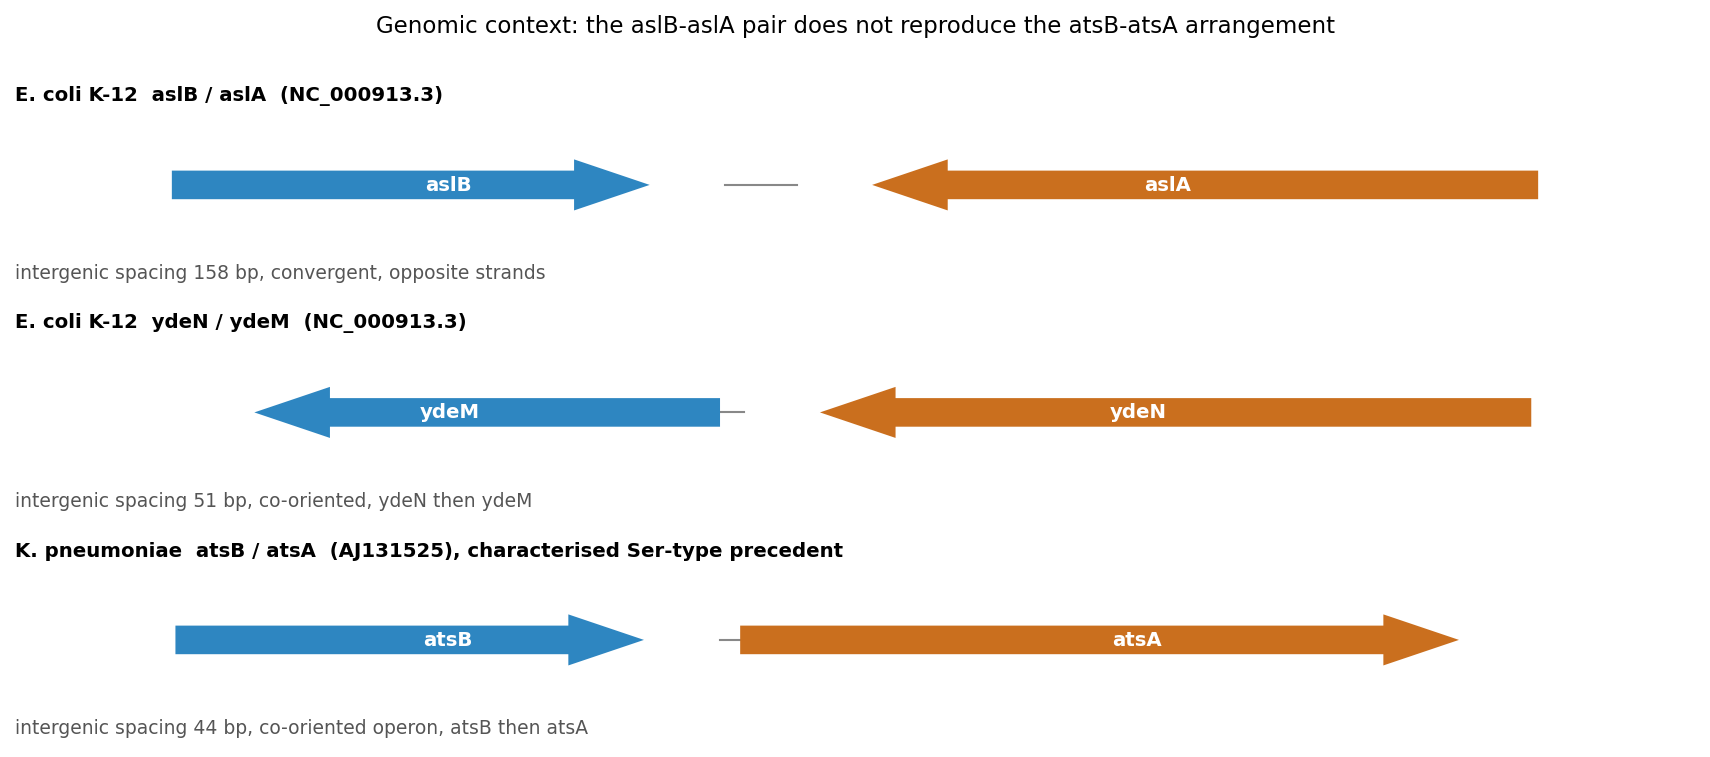 Genomic context: the aslB-aslA pair does not reproduce the atsB-atsA arrangement
E. coli K-12  aslB / aslA  (NC_000913.3)
aslB
aslA
intergenic spacing 158 bp, convergent, opposite strands
E. coli K-12  ydeN / ydeM  (NC_000913.3)
ydeM
ydeN
intergenic spacing 51 bp, co-oriented, ydeN then ydeM
K. pneumoniae  atsB / atsA  (AJ131525), characterised Ser-type precedent
atsB
atsA
intergenic spacing 44 bp, co-oriented operon, atsB then atsA